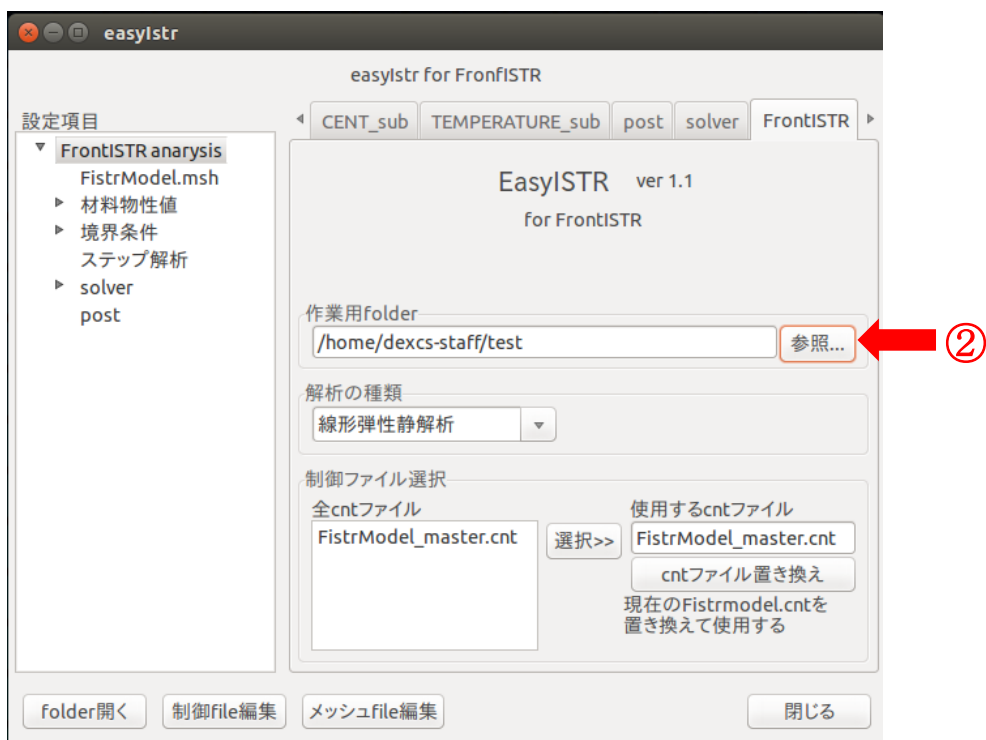 easyIstr
easyIstr for FronfISTR
設定項目
CENT_sub TEMPERATURE_sub post solver FrontISTR
FrontISTR anarysis
FistrModel.msh
材料物性値
境界条件
ステップ解析
solver
post
EasyISTR ver 1.1
for FrontISTR
作業用folder
/home/dexcs-staff/test 参照... ②
解析の種類
線形弾性静解析
制御ファイル選択
全cntファイル
FistrModel_master.cnt
選択>>
使用するcntファイル
FistrModel_master.cnt
cntファイル置き換え
現在のFistrmodel.cntを
置き換えて使用する
folder開く 制御file編集 メッシュfile編集 閉じる